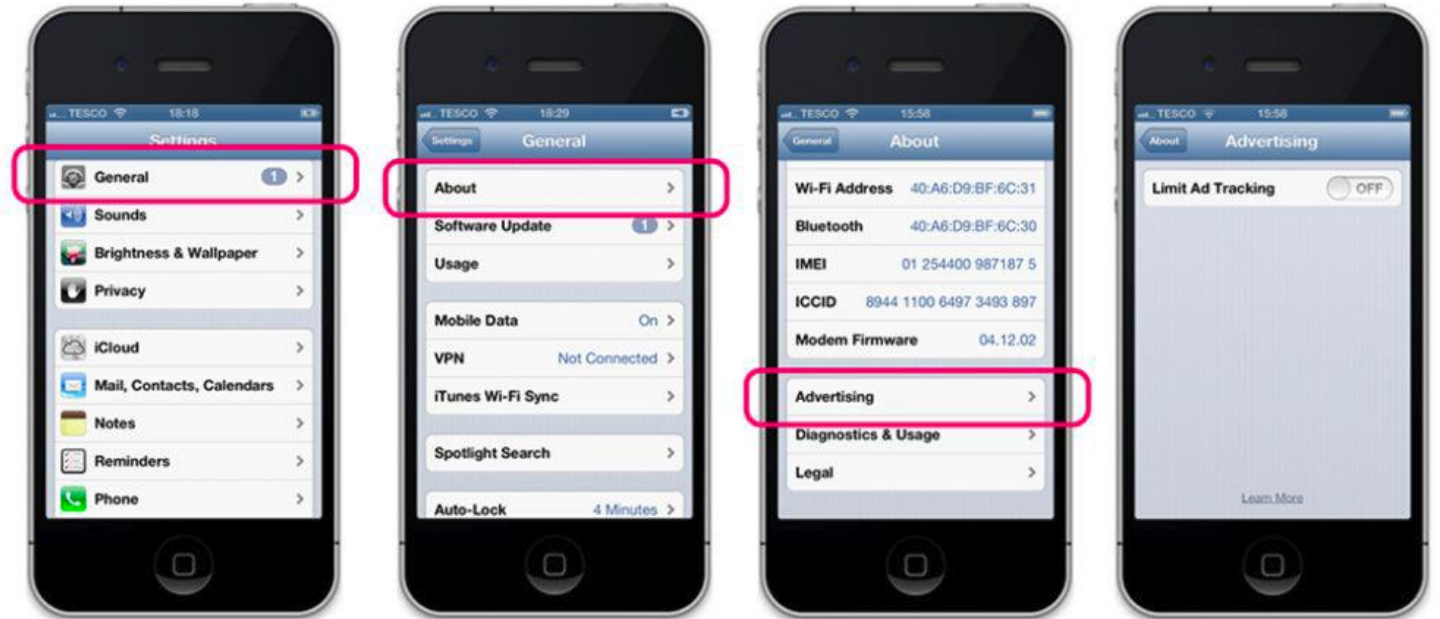 TESCO 18:18
Settings
General 1
Sounds
Brightness & Wallpaper
Privacy
iCloud
Mail, Contacts, Calendars
Notes
Reminders
Phone
TESCO 18:29
Settings General
About
Software Update 1
Usage
Mobile Data On
VPN Not Connected
iTunes Wi-Fi Sync
Spotlight Search
Auto-Lock 4 Minutes
TESCO 15:58
General About
Wi-Fi Address 40:A6:D9:BF:6C:31
Bluetooth 40:A6:D9:BF:6C:30
IMEI 01 254400 987187 5
ICCID 8944 1100 6497 3493 897
Modem Firmware 04.12.02
Advertising
Diagnostics & Usage
Legal
TESCO 15:58
About Advertising
Limit Ad Tracking OFF
Learn More